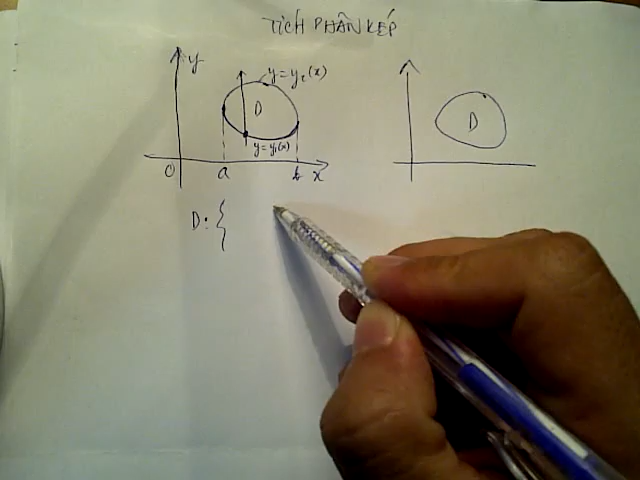 TÍCH PHÂN KÉP
y
y=y₂(x)
D
D
y=y₁(x)
O a b x
D: {